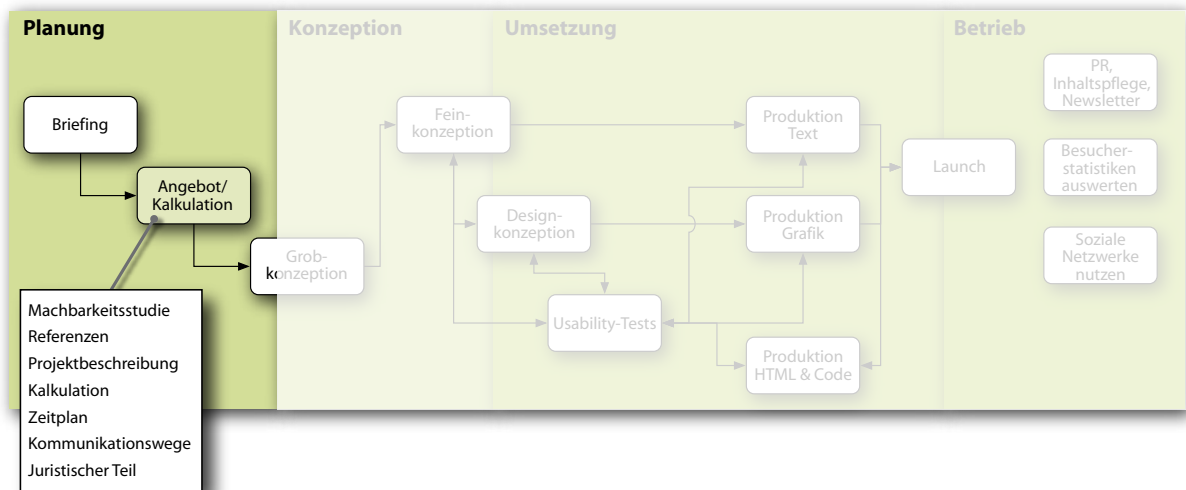 Planung
Konzeption
Umsetzung
Betrieb
Briefing
Angebot/
Kalkulation
Grob-
konzeption
Fein-
konzeption
Design-
konzeption
Usability-Tests
Produktion
Text
Produktion
Grafik
Produktion
HTML & Code
Launch
PR,
Inhaltspflege,
Newsletter
Besucher-
statistiken
auswerten
Soziale
Netzwerke
nutzen
Machbarkeitsstudie
Referenzen
Projektbeschreibung
Kalkulation
Zeitplan
Kommunikationswege
Juristischer Teil